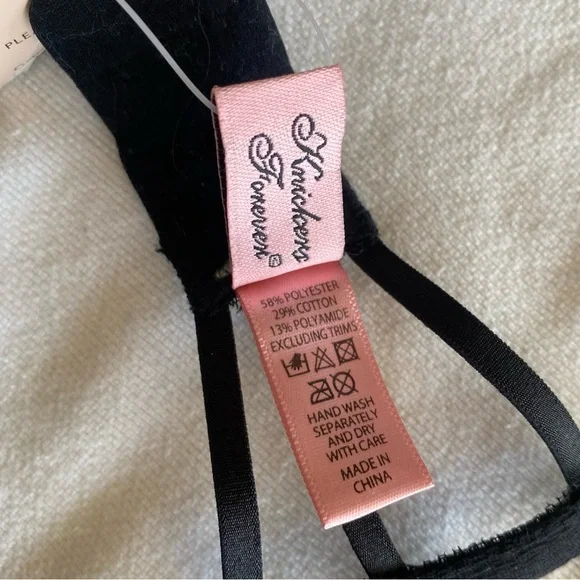 PLE
Knickers
Forever®
58% POLYESTER
29% COTTON
13% POLYAMIDE
EXCLUDING TRIMS
HAND WASH
SEPARATELY
AND DRY
WITH CARE
MADE IN
CHINA